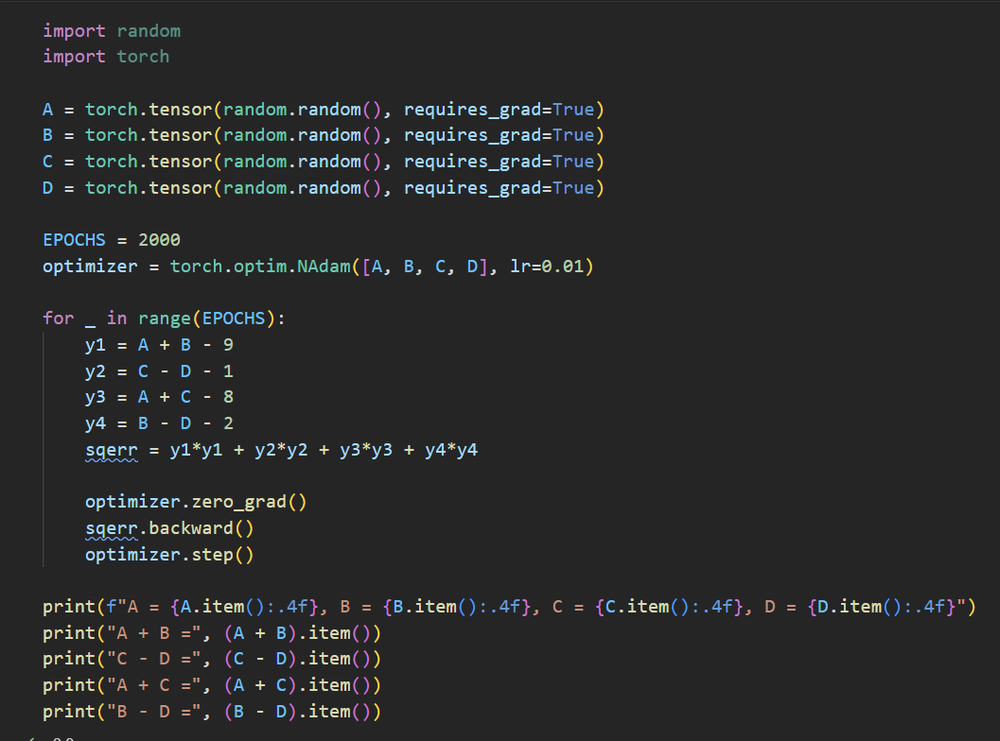 import random
import torch
A = torch.tensor(random.random(), requires_grad=True)
B = torch.tensor(random.random(), requires_grad=True)
C = torch.tensor(random.random(), requires_grad=True)
D = torch.tensor(random.random(), requires_grad=True)
EPOCHS = 2000
optimizer = torch.optim.NAdam([A, B, C, D], lr=0.01)
for _ in range(EPOCHS):
    y1 = A + B - 9
    y2 = C - D - 1
    y3 = A + C - 8
    y4 = B - D - 2
    sqerr = y1*y1 + y2*y2 + y3*y3 + y4*y4
    optimizer.zero_grad()
    sqerr.backward()
    optimizer.step()
print(f"A = {A.item():.4f}, B = {B.item():.4f}, C = {C.item():.4f}, D = {D.item():.4f}")
print("A + B =", (A + B).item())
print("C - D =", (C - D).item())
print("A + C =", (A + C).item())
print("B - D =", (B - D).item())